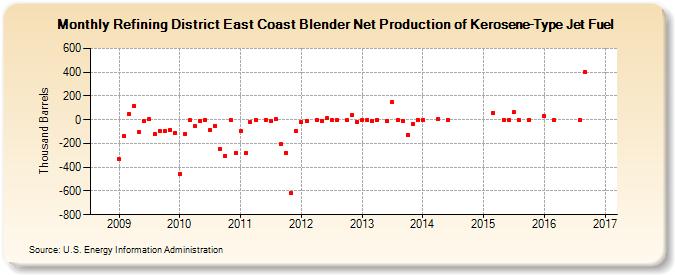 Monthly Refining District East Coast Blender Net Production of Kerosene-Type Jet Fuel
Thousand Barrels
600
400
200
0
-200
-400
-600
-800
2009 2010 2011 2012 2013 2014 2015 2016 2017
Source: U.S. Energy Information Administration